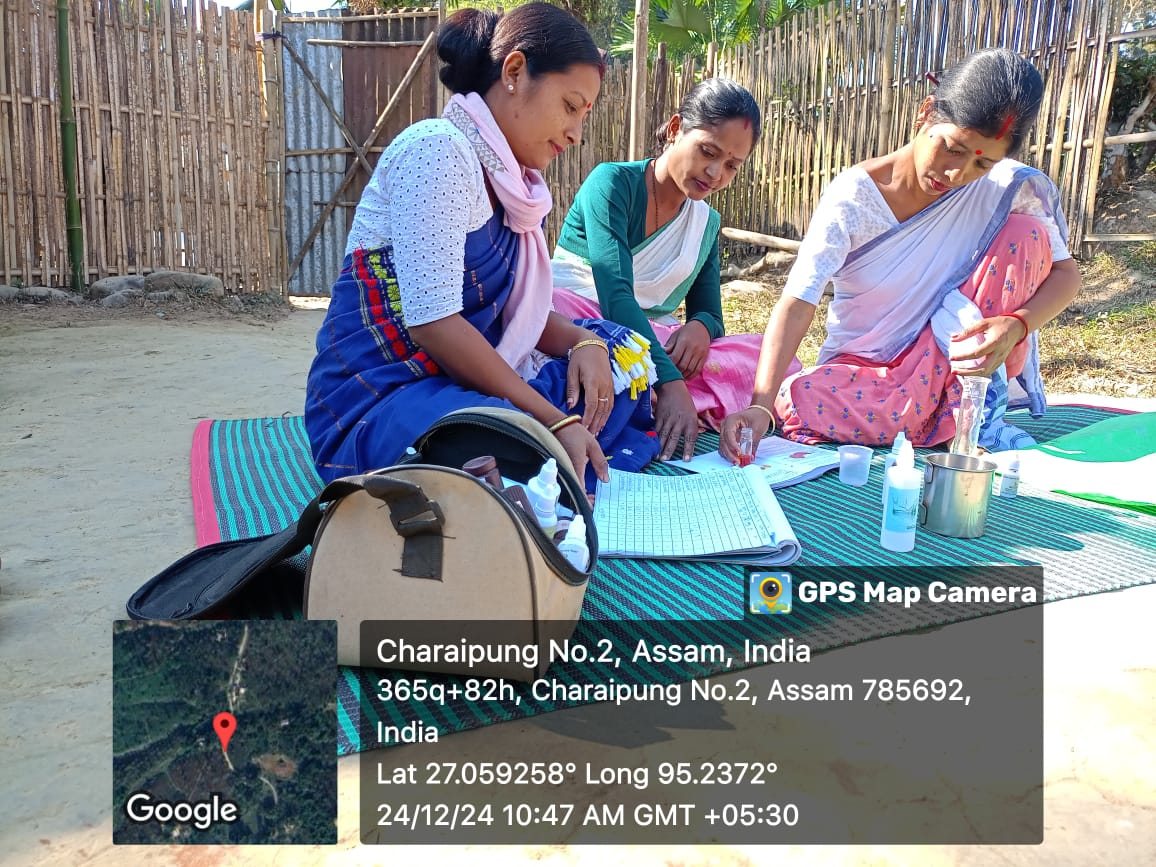 GPS Map Camera
Charaipung No.2, Assam, India
365q+82h, Charaipung No.2, Assam 785692,
India
Lat 27.059258° Long 95.2372°
24/12/24 10:47 AM GMT +05:30
Google